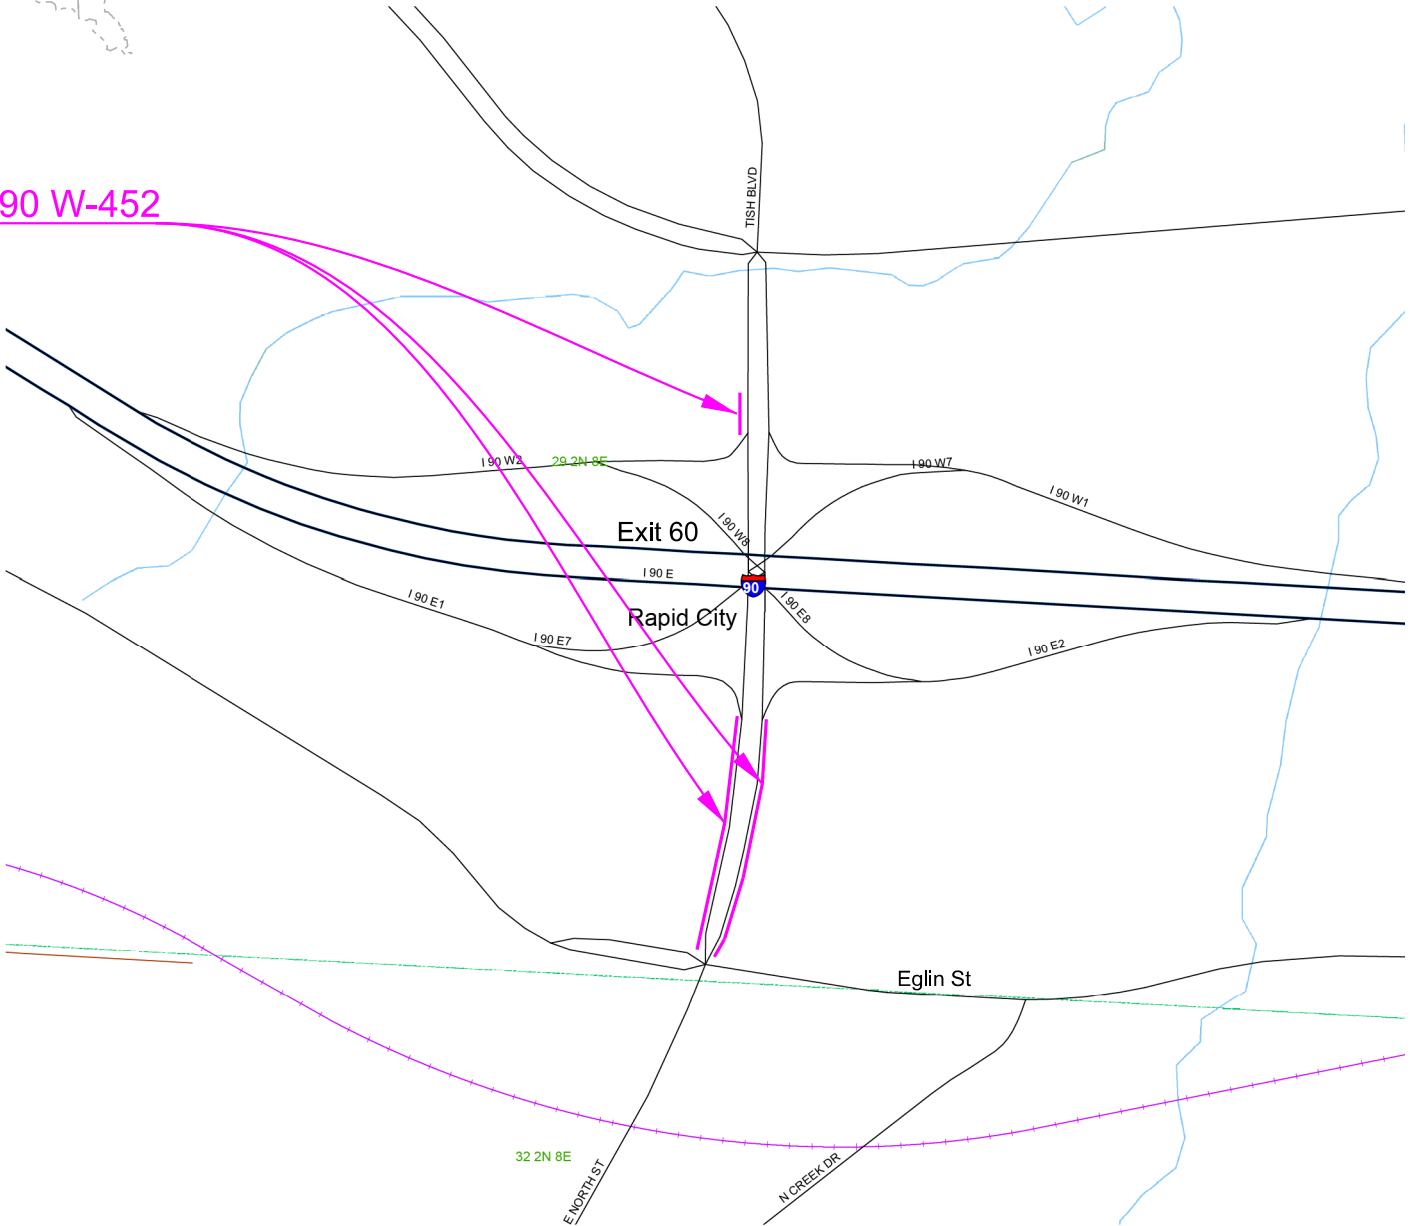 TISH BLVD
90 W-452
I 90 W2
29 2N 8E
I 90 W7
I 90 W1
I 90 W8
Exit 60
I 90 E
90
I 90 E1
I 90 E8
Rapid City
I 90 E7
I 90 E2
Eglin St
32 2N 8E
E NORTH ST
N CREEK DR